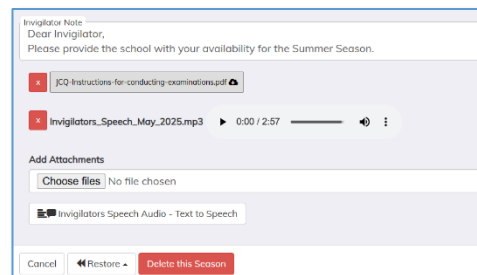 Invigilator Note
Dear Invigilator,
Please provide the school with your availability for the Summer Season.
x JCQ-Instructions-for-conducting-examinations.pdf
x Invigilators_Speech_May_2025.mp3 0:00 / 2:57
Add Attachments
Choose files No file chosen
Invigilators Speech Audio - Text to Speech
Cancel Restore Delete this Season